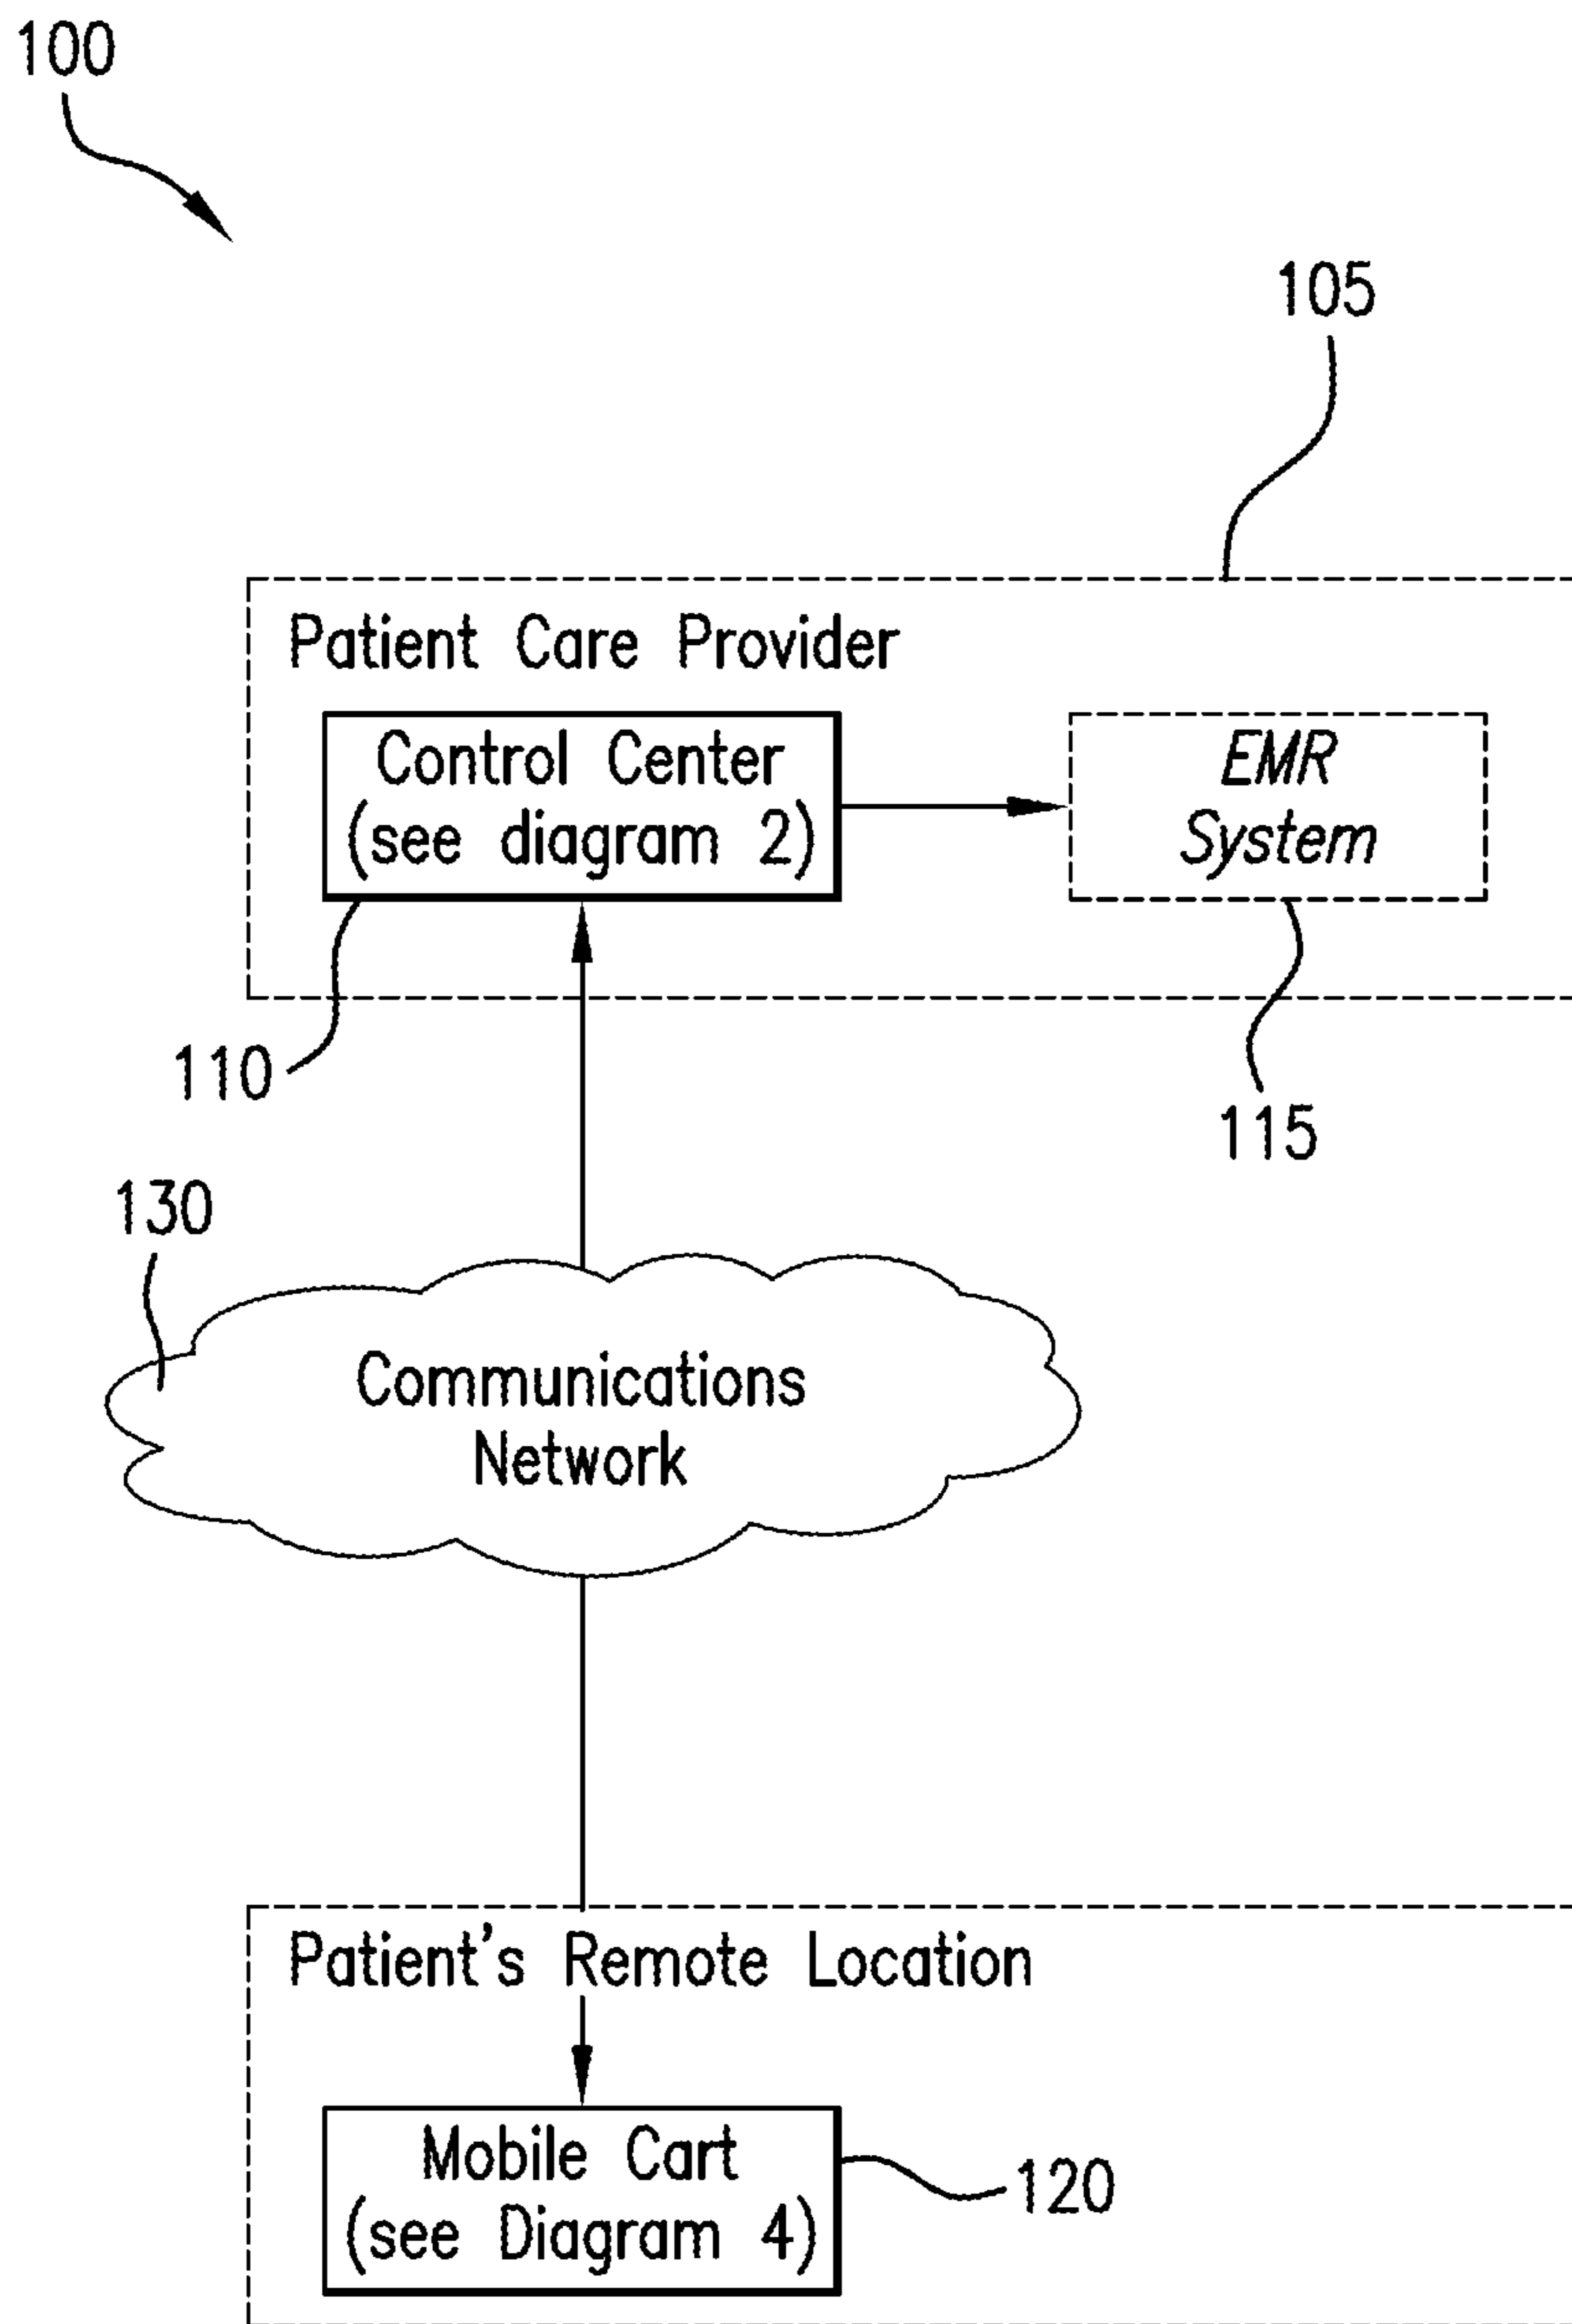 100
105
Patient Care Provider
Control Center
(see diagram 2)
EMR
System
110
115
130
Communications
Network
Patient's Remote Location
Mobile Cart
(see Diagram 4)
120